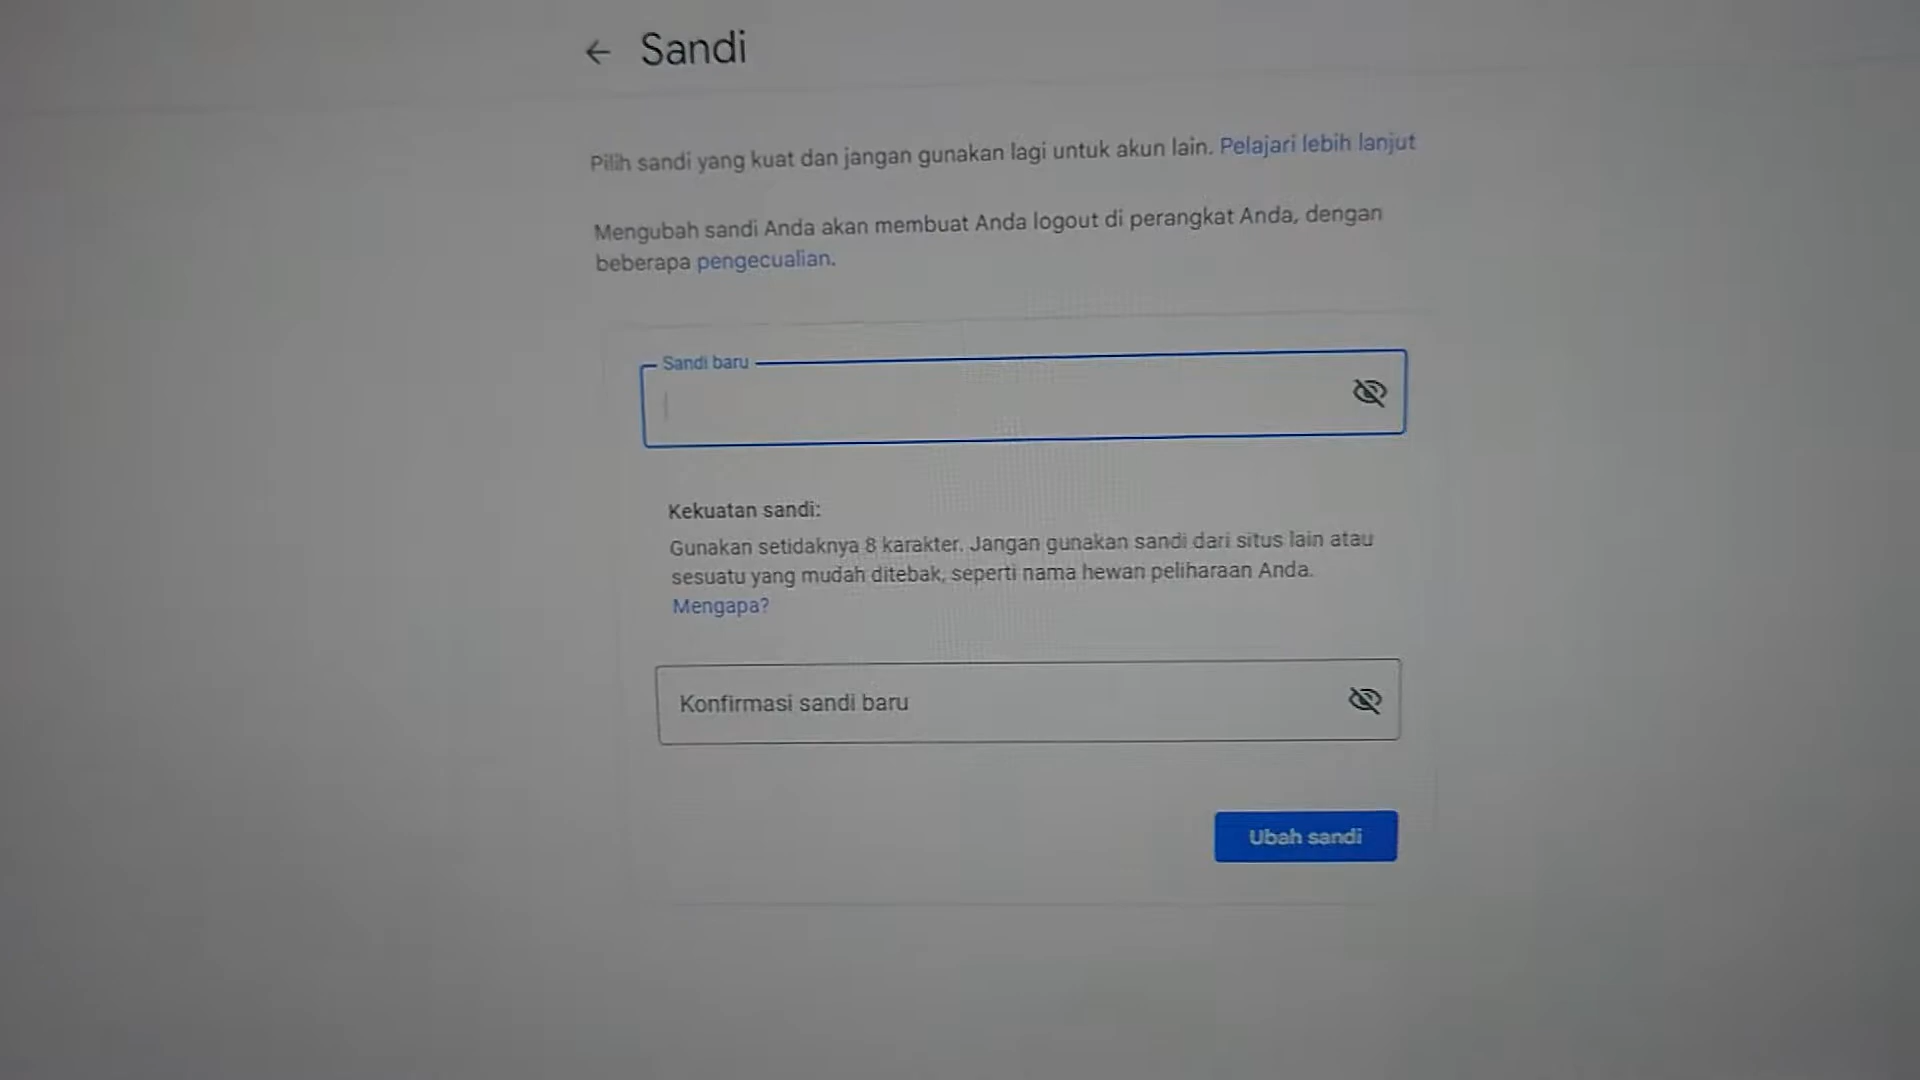 Sandi
Pilih sandi yang kuat dan jangan gunakan lagi untuk akun lain. Pelajari lebih lanjut
Mengubah sandi Anda akan membuat Anda logout di perangkat Anda, dengan
beberapa pengecualian.
Sandi baru
Kekuatan sandi:
Gunakan setidaknya 8 karakter. Jangan gunakan sandi dari situs lain atau
sesuatu yang mudah ditebak, seperti nama hewan peliharaan Anda.
Mengapa?
Konfirmasi sandi baru
Ubah sandi